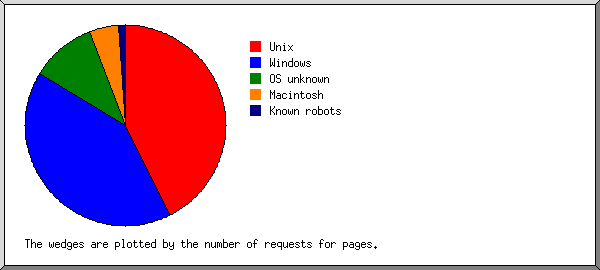 Unix
Windows
OS unknown
Macintosh
Known robots
The wedges are plotted by the number of requests for pages.